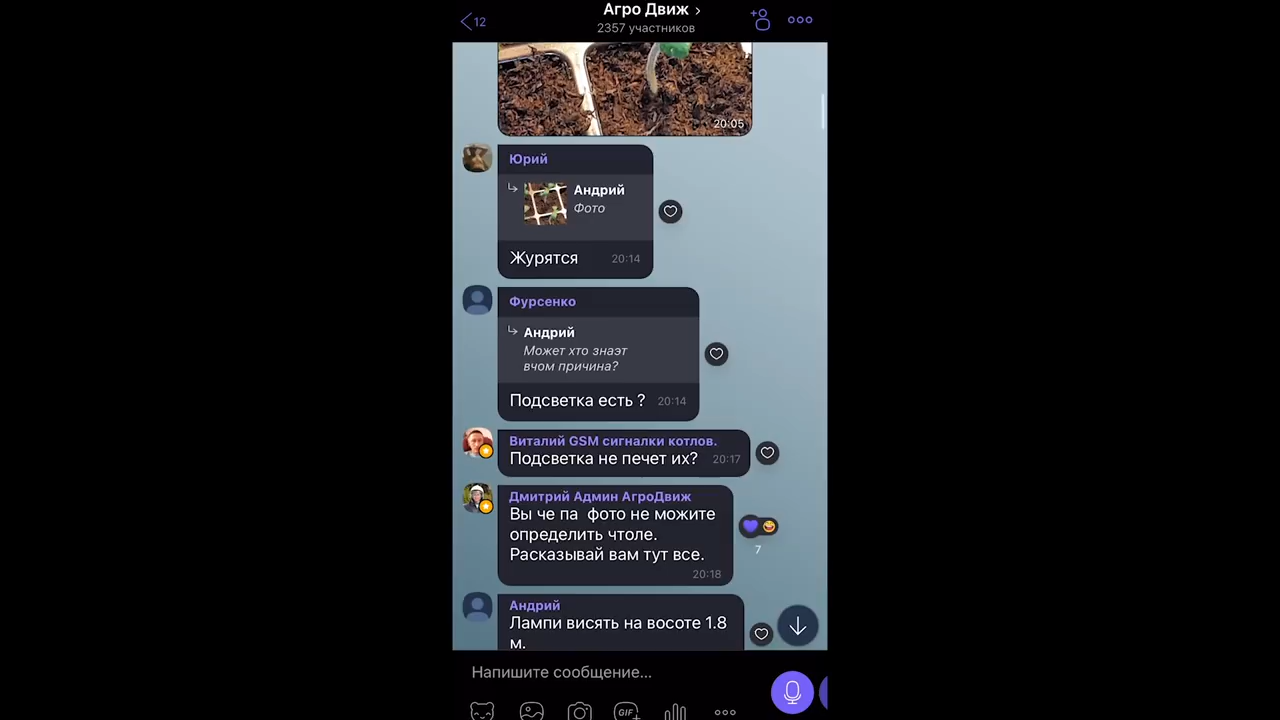 12
Агро Движ
2357 участников
20:05
Юрий
Андрий
Фото
Журятся 20:14
Фурсенко
Андрий
Может хто знаэт
вчом причина?
Подсветка есть ? 20:14
Виталий GSM сигналки котлов.
Подсветка не печет их? 20:17
Дмитрий Админ АгроДвиж
Вы че па фото не можите
определить чтоле.
Расказывай вам тут все.
20:18
7
Андрий
Лампи висять на восоте 1.8
м.
Напишите сообщение...
GIF